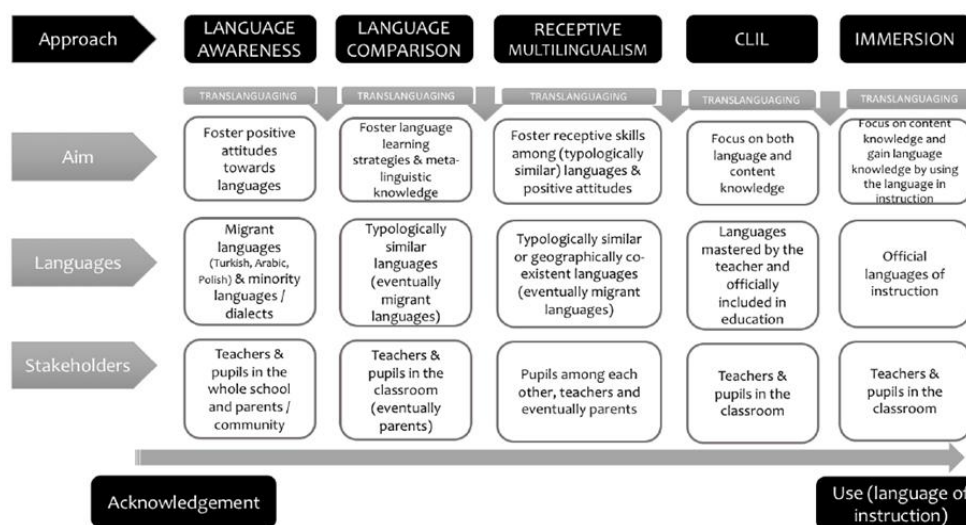 Approach
LANGUAGE
AWARENESS
LANGUAGE
COMPARISON
RECEPTIVE
MULTILINGUALISM
CLIL
IMMERSION
TRANSLANGUAGING
TRANSLANGUAGING
TRANSLANGUAGING
TRANSLANGUAGING
TRANSLANGUAGING
Aim
Foster positive
attitudes
towards
languages
Foster language
learning
strategies & meta-
linguistic
knowledge
Foster receptive skills
among (typologically
similar) languages &
positive attitudes
Focus on both
language and
content
knowledge
Focus on content
knowledge and
gain language
knowledge by using
the language in
instruction
Languages
Migrant
languages
(Turkish, Arabic,
Polish) & minority
languages /
dialects
Typologically
similar
languages
(eventually
migrant
languages)
Typologically similar
or geographically co-
existent languages
(eventually migrant
languages)
Languages
mastered by the
teacher and
officially
included in
education
Official
languages of
instruction
Stakeholders
Teachers &
pupils in the
whole school
and parents /
community
Teachers &
pupils in the
classroom
(eventually
parents)
Pupils among each
other, teachers and
eventually parents
Teachers &
pupils in the
classroom
Teachers &
pupils in the
classroom
Acknowledgement
Use (language of
instruction)